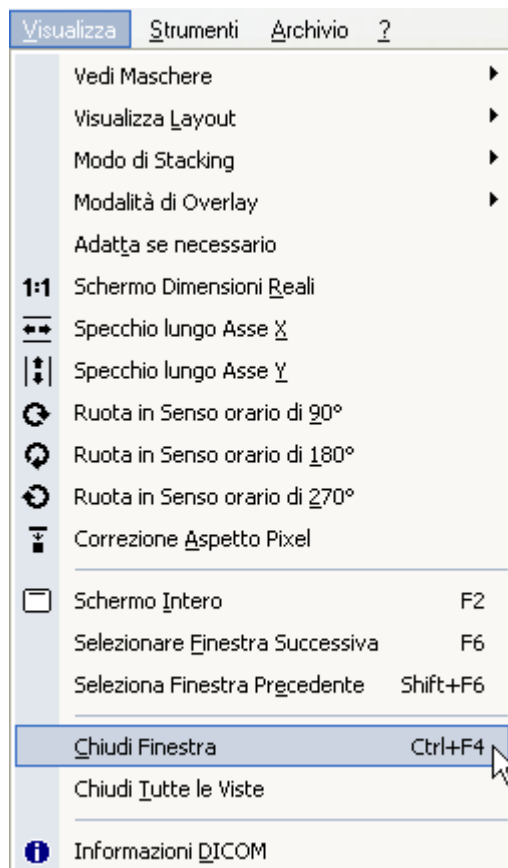 Visualizza Strumenti Archivio ?
Vedi Maschere
Visualizza Layout
Modo di Stacking
Modalità di Overlay
Adatta se necessario
1:1 Schermo Dimensioni Reali
Specchio lungo Asse X
Specchio lungo Asse Y
Ruota in Senso orario di 90°
Ruota in Senso orario di 180°
Ruota in Senso orario di 270°
Correzione Aspetto Pixel
Schermo Intero F2
Selezionare Finestra Successiva F6
Seleziona Finestra Precedente Shift+F6
Chiudi Finestra Ctrl+F4
Chiudi Tutte le Viste
Informazioni DICOM